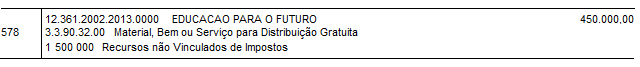 12.361.2002.2013.0000 EDUCACAO PARA O FUTURO 450.000,00
578 3.3.90.32.00 Material, Bem ou Serviço para Distribuição Gratuita
1 500 000 Recursos não Vinculados de Impostos